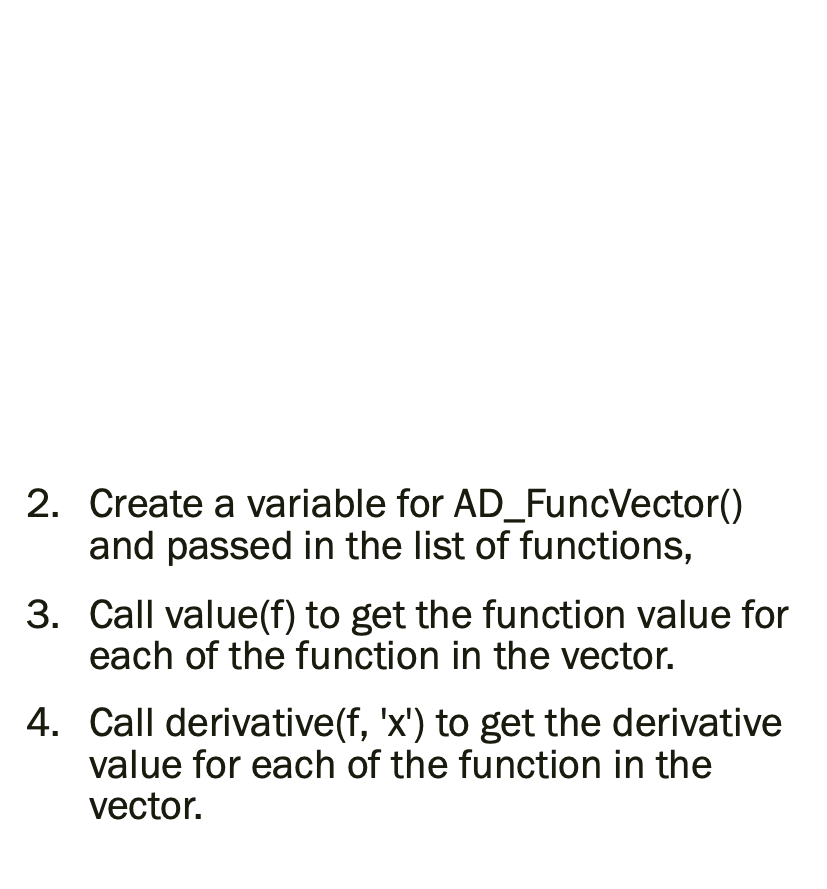 2. Create a variable for AD_FuncVector()
and passed in the list of functions,
3. Call value(f) to get the function value for
each of the function in the vector.
4. Call derivative(f, 'x') to get the derivative
value for each of the function in the
vector.